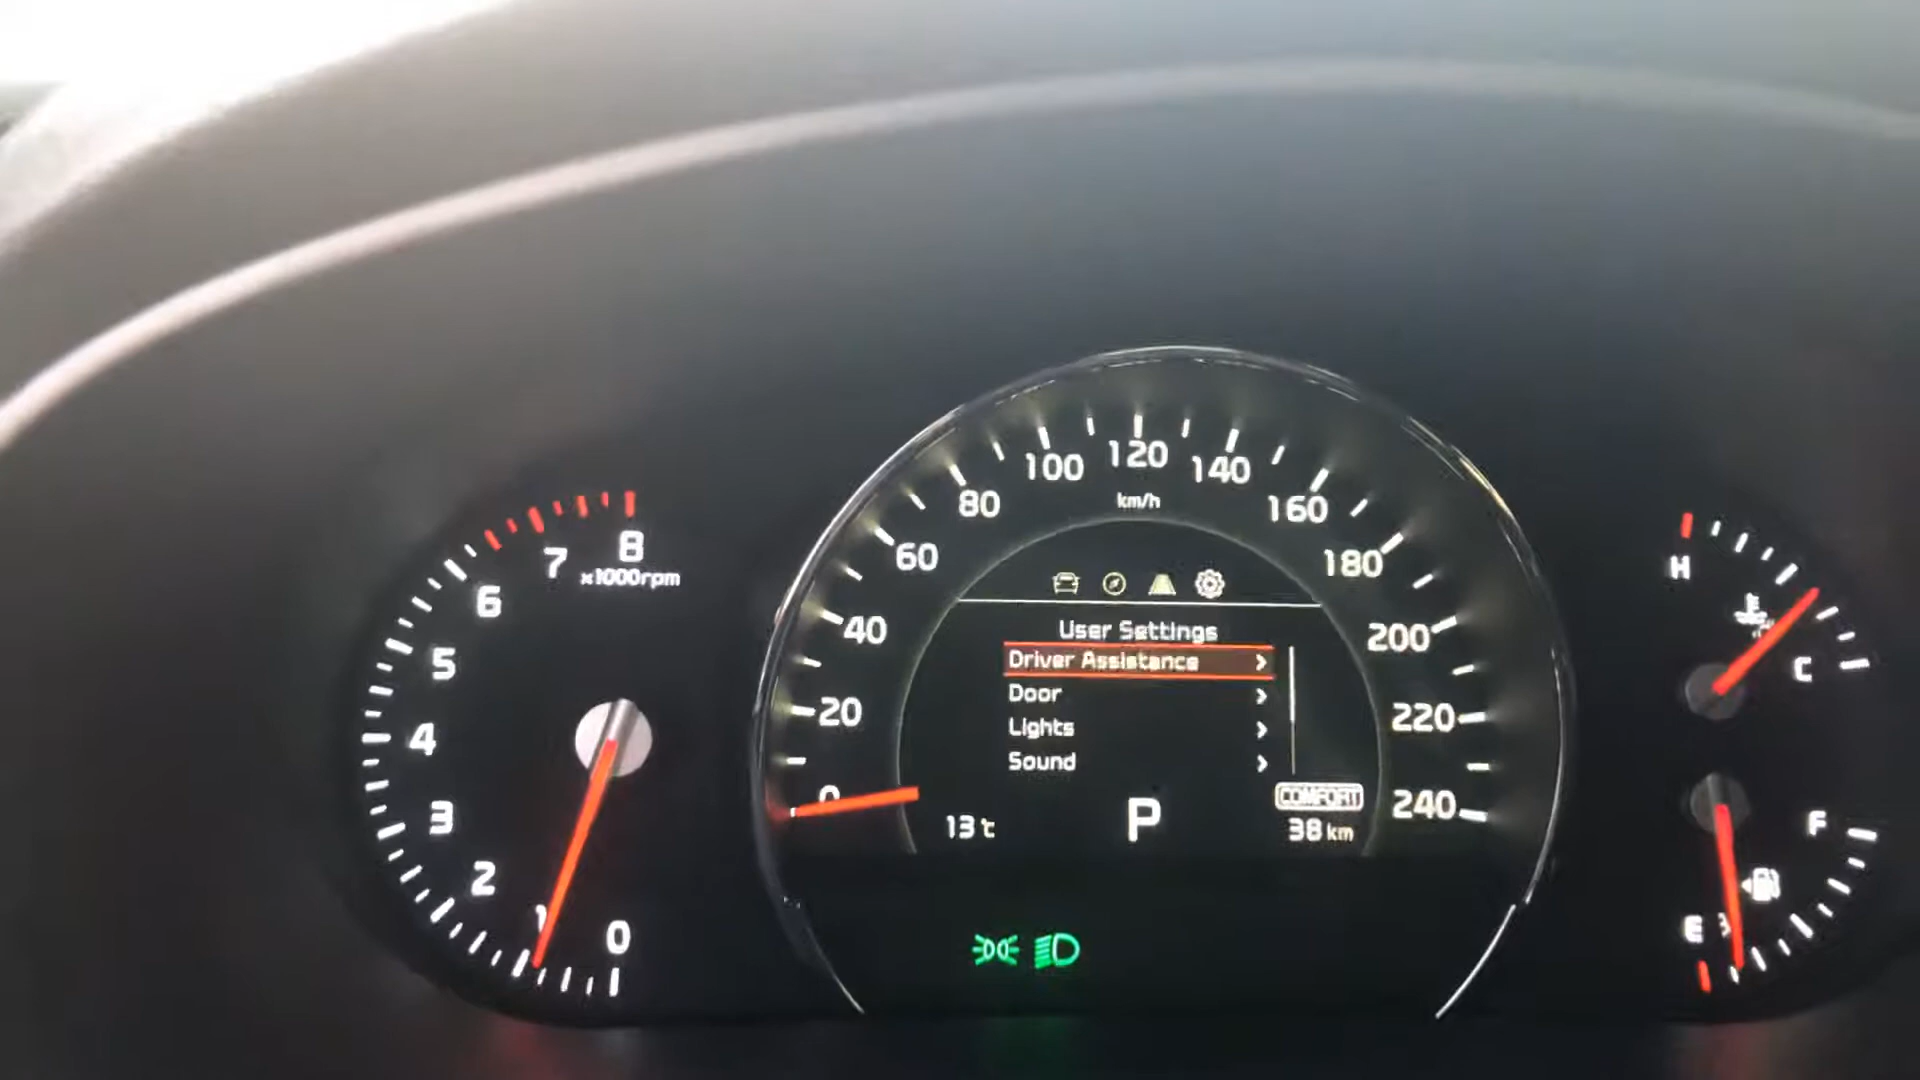 8
7
x1000rpm
6
5
4
3
2
1
0
0
20
40
60
80
100
120
140
160
180
200
220
240
km/h
User Settings
Driver Assistance
Door
Lights
Sound
COMFORT
13℃
P
38 km
H
C
F
E